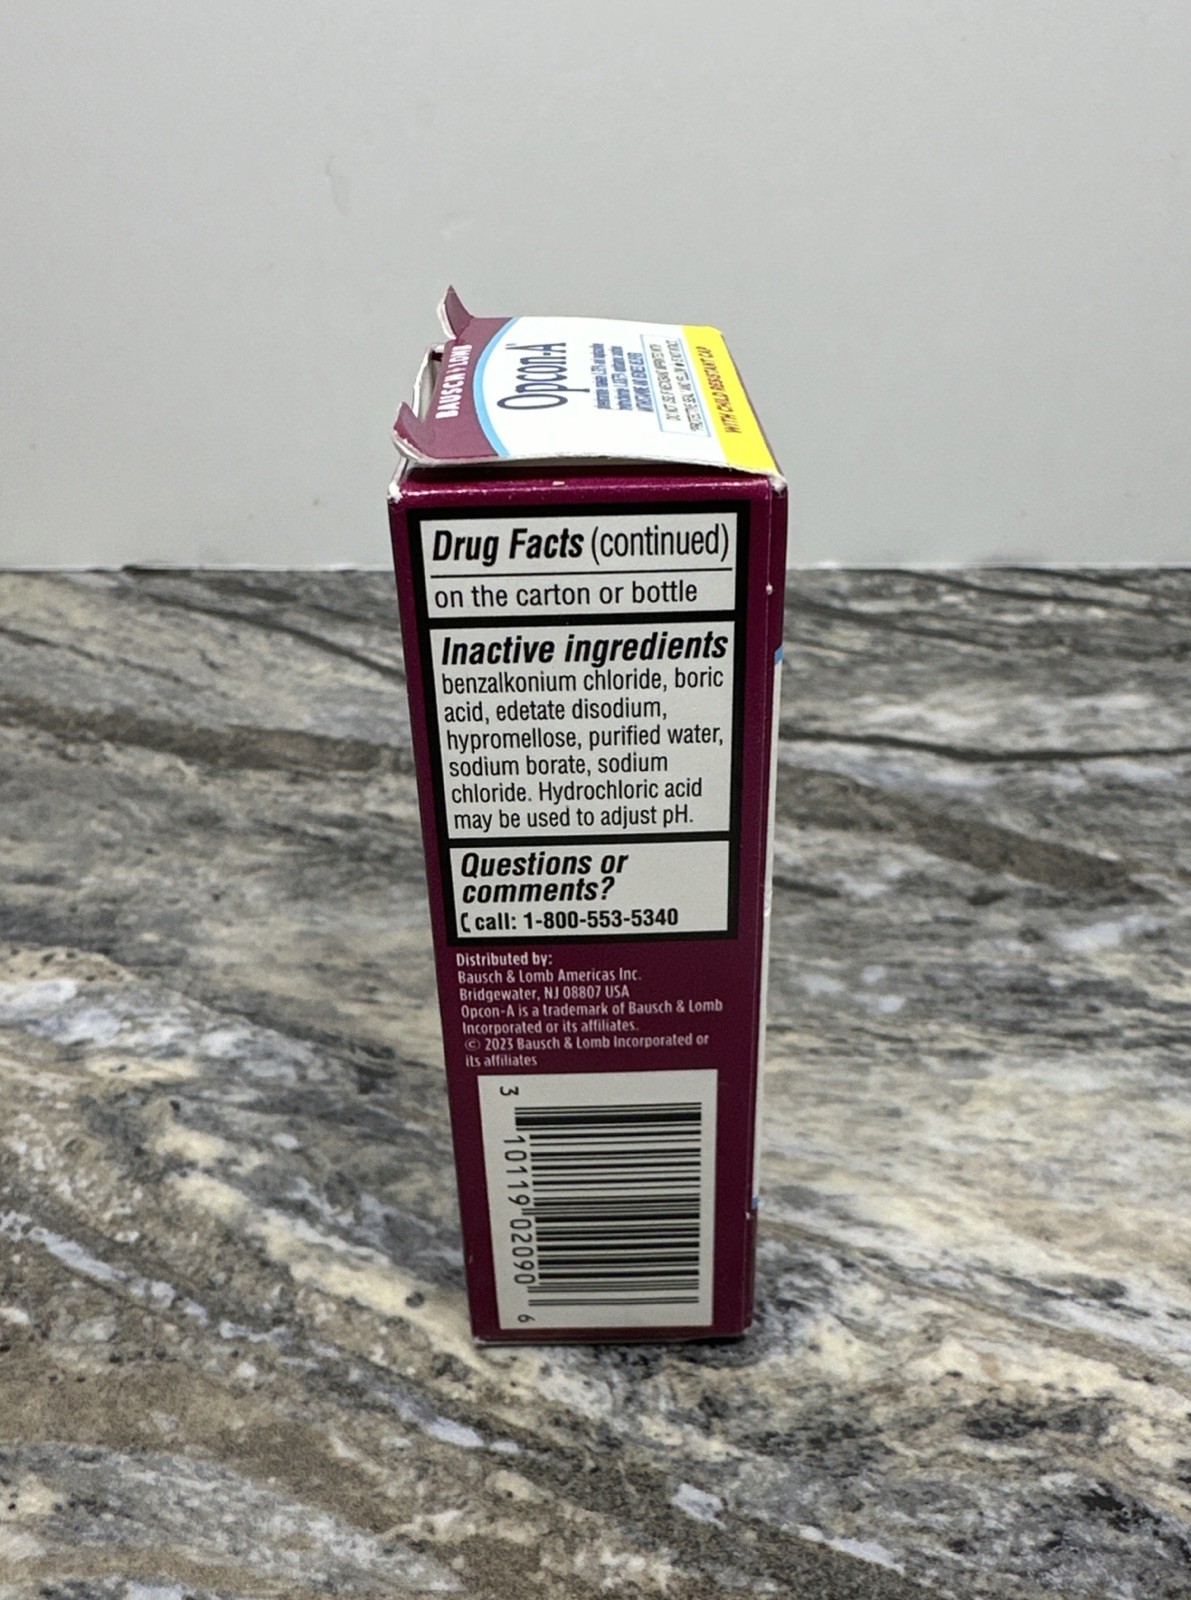 BAUSCH + LOMB
Opcon-A
WITH CHILD RESISTANT CAP
Drug Facts (continued)
on the carton or bottle
Inactive ingredients
benzalkonium chloride, boric
acid, edetate disodium,
hypromellose, purified water,
sodium borate, sodium
chloride. Hydrochloric acid
may be used to adjust pH.
Questions or
comments?
call: 1-800-553-5340
Distributed by:
Bausch & Lomb Americas Inc.
Bridgewater, NJ 08807 USA
Opcon-A is a trademark of Bausch & Lomb
Incorporated or its affiliates.
© 2023 Bausch & Lomb Incorporated or
its affiliates
3 10119 02090 6